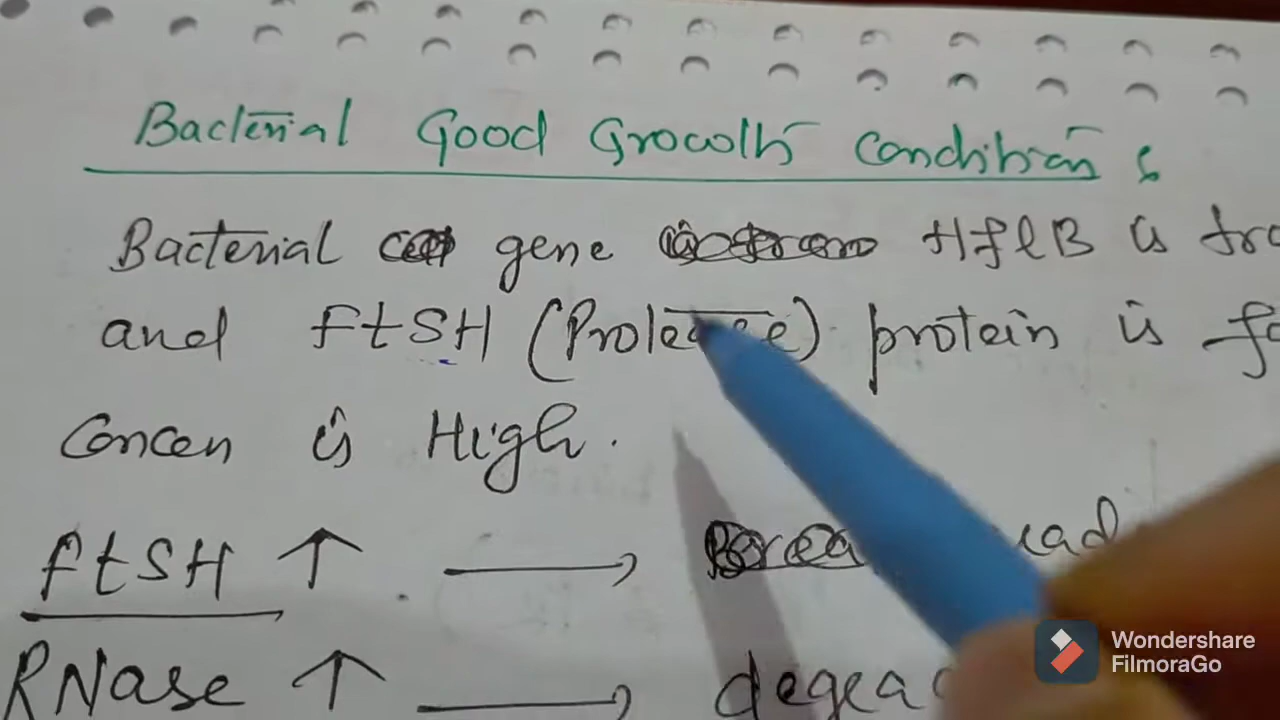 Bacterial Good Growth Conditions
Bacterial gene HflB is
and FtSH (Protease) protein is
Concen is High.
FtSH ↑ →
RNase ↑ →
Wondershare
FilmoraGo